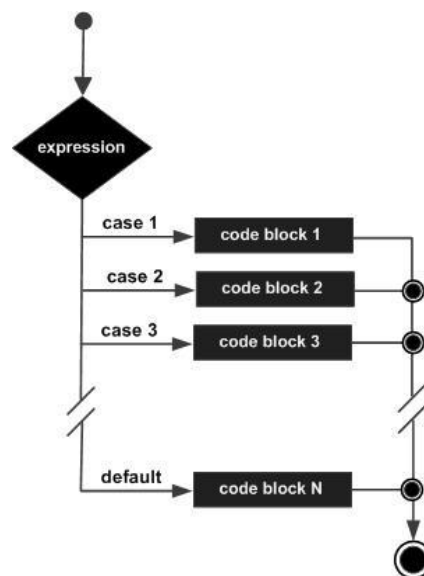 expression
case 1
code block 1
case 2
code block 2
case 3
code block 3
default
code block N